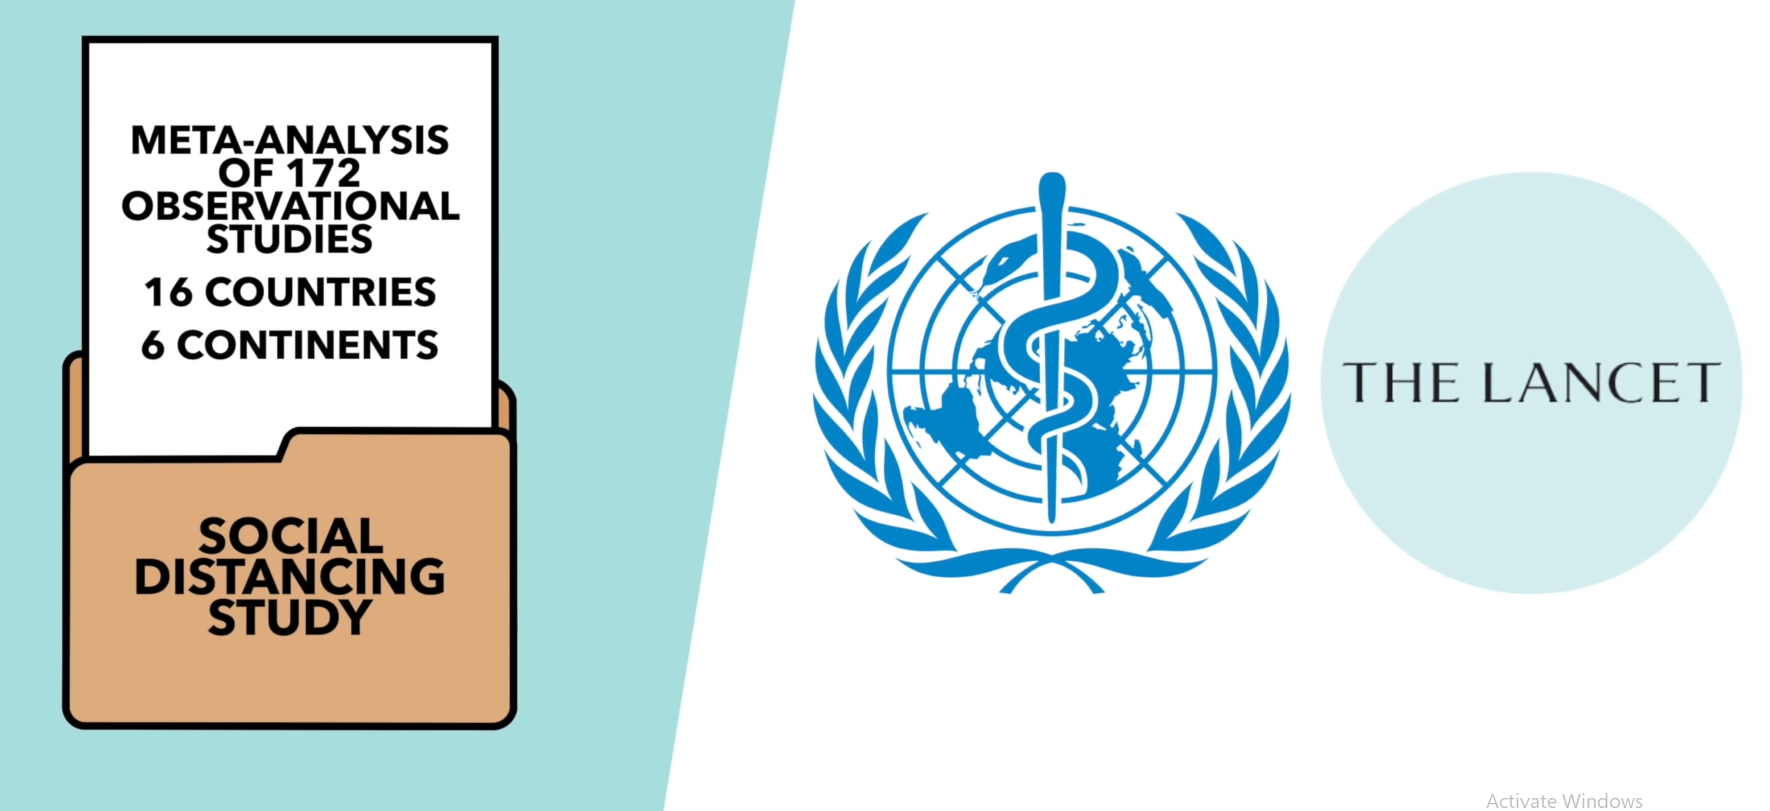 META-ANALYSIS
OF 172
OBSERVATIONAL
STUDIES
16 COUNTRIES
6 CONTINENTS
SOCIAL
DISTANCING
STUDY
THE LANCET
Activate Windows